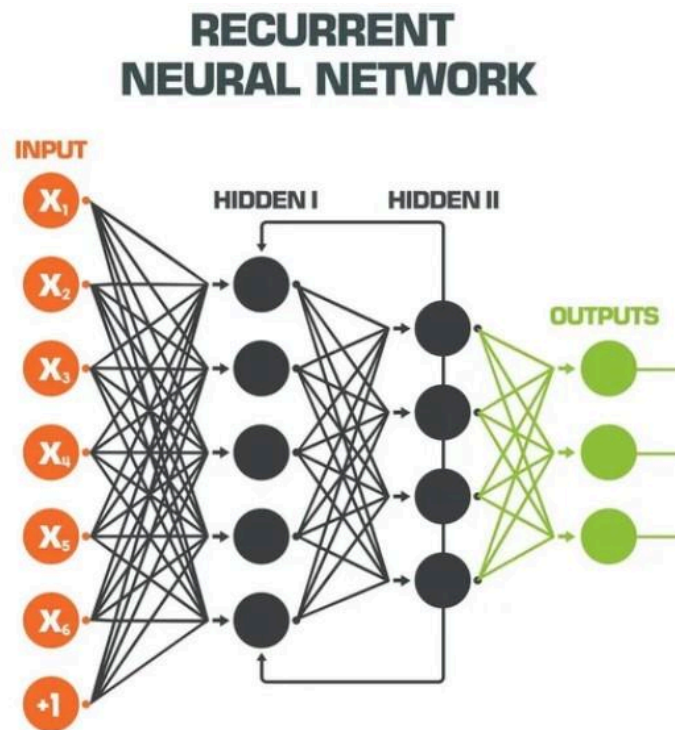 RECURRENT
NEURAL NETWORK
INPUT
HIDDEN I
HIDDEN II
OUTPUTS
X₁
X₂
X₃
X₄
X₅
X₆
+1